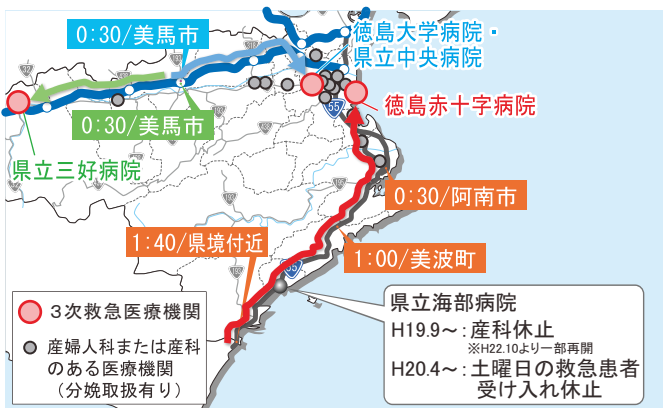 0:30/美馬市
徳島大学病院・
県立中央病院
55
徳島赤十字病院
0:30/美馬市
県立三好病院
0:30/阿南市
1:40/県境付近
1:00/美波町
55
３次救急医療機関
産婦人科または産科
のある医療機関
（分娩取扱有り）
県立海部病院
H19.9～：産科休止
※H22.10より一部再開
H20.4～：土曜日の救急患者
受け入れ休止